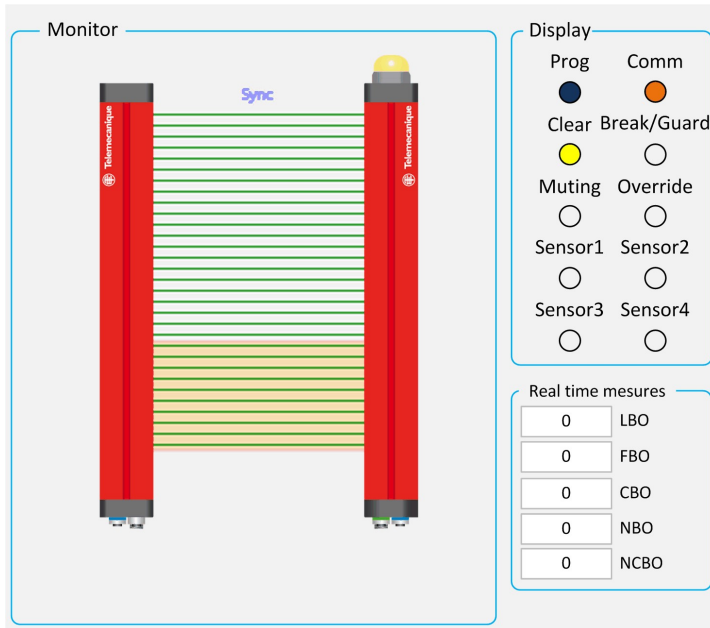 Monitor
Sync
Telemecanique
Telemecanique
Display
Prog Comm
Clear Break/Guard
Muting Override
Sensor1 Sensor2
Sensor3 Sensor4
Real time mesures
0 LBO
0 FBO
0 CBO
0 NBO
0 NCBO